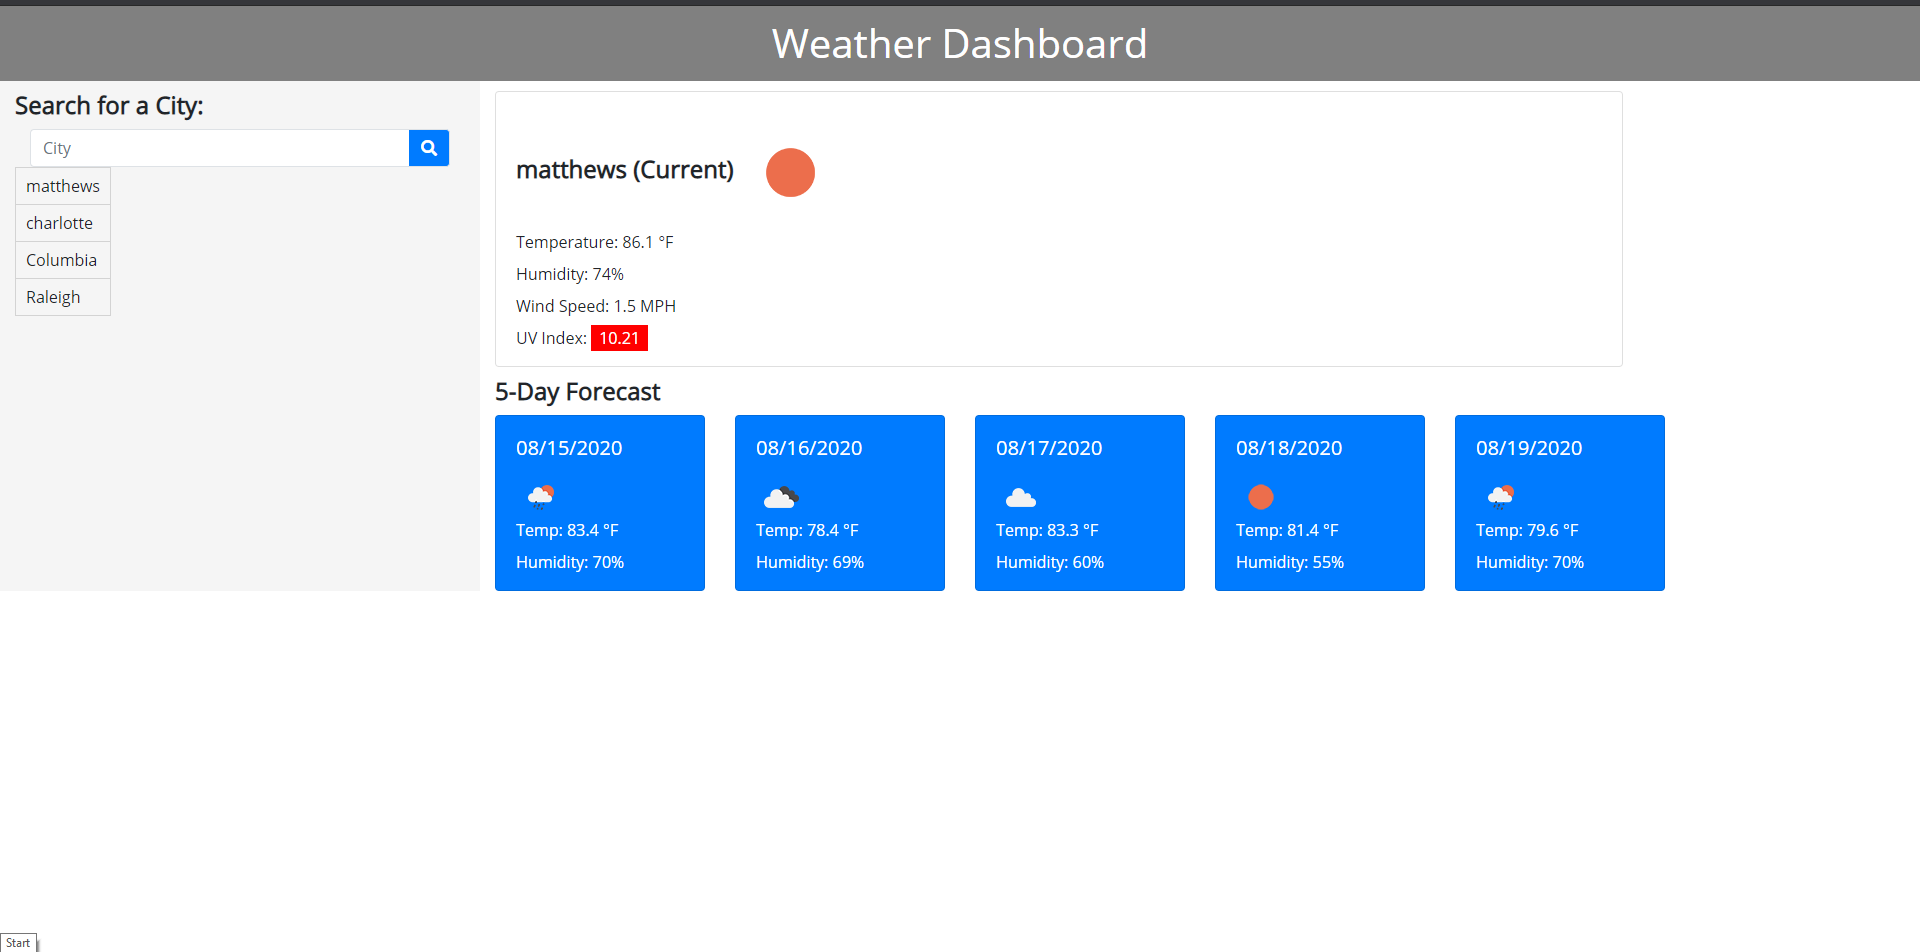 Weather Dashboard
Search for a City:
City
matthews
charlotte
Columbia
Raleigh
matthews (Current)
Temperature: 86.1 °F
Humidity: 74%
Wind Speed: 1.5 MPH
UV Index: 10.21
5-Day Forecast
08/15/2020
Temp: 83.4 °F
Humidity: 70%
08/16/2020
Temp: 78.4 °F
Humidity: 69%
08/17/2020
Temp: 83.3 °F
Humidity: 60%
08/18/2020
Temp: 81.4 °F
Humidity: 55%
08/19/2020
Temp: 79.6 °F
Humidity: 70%
Start